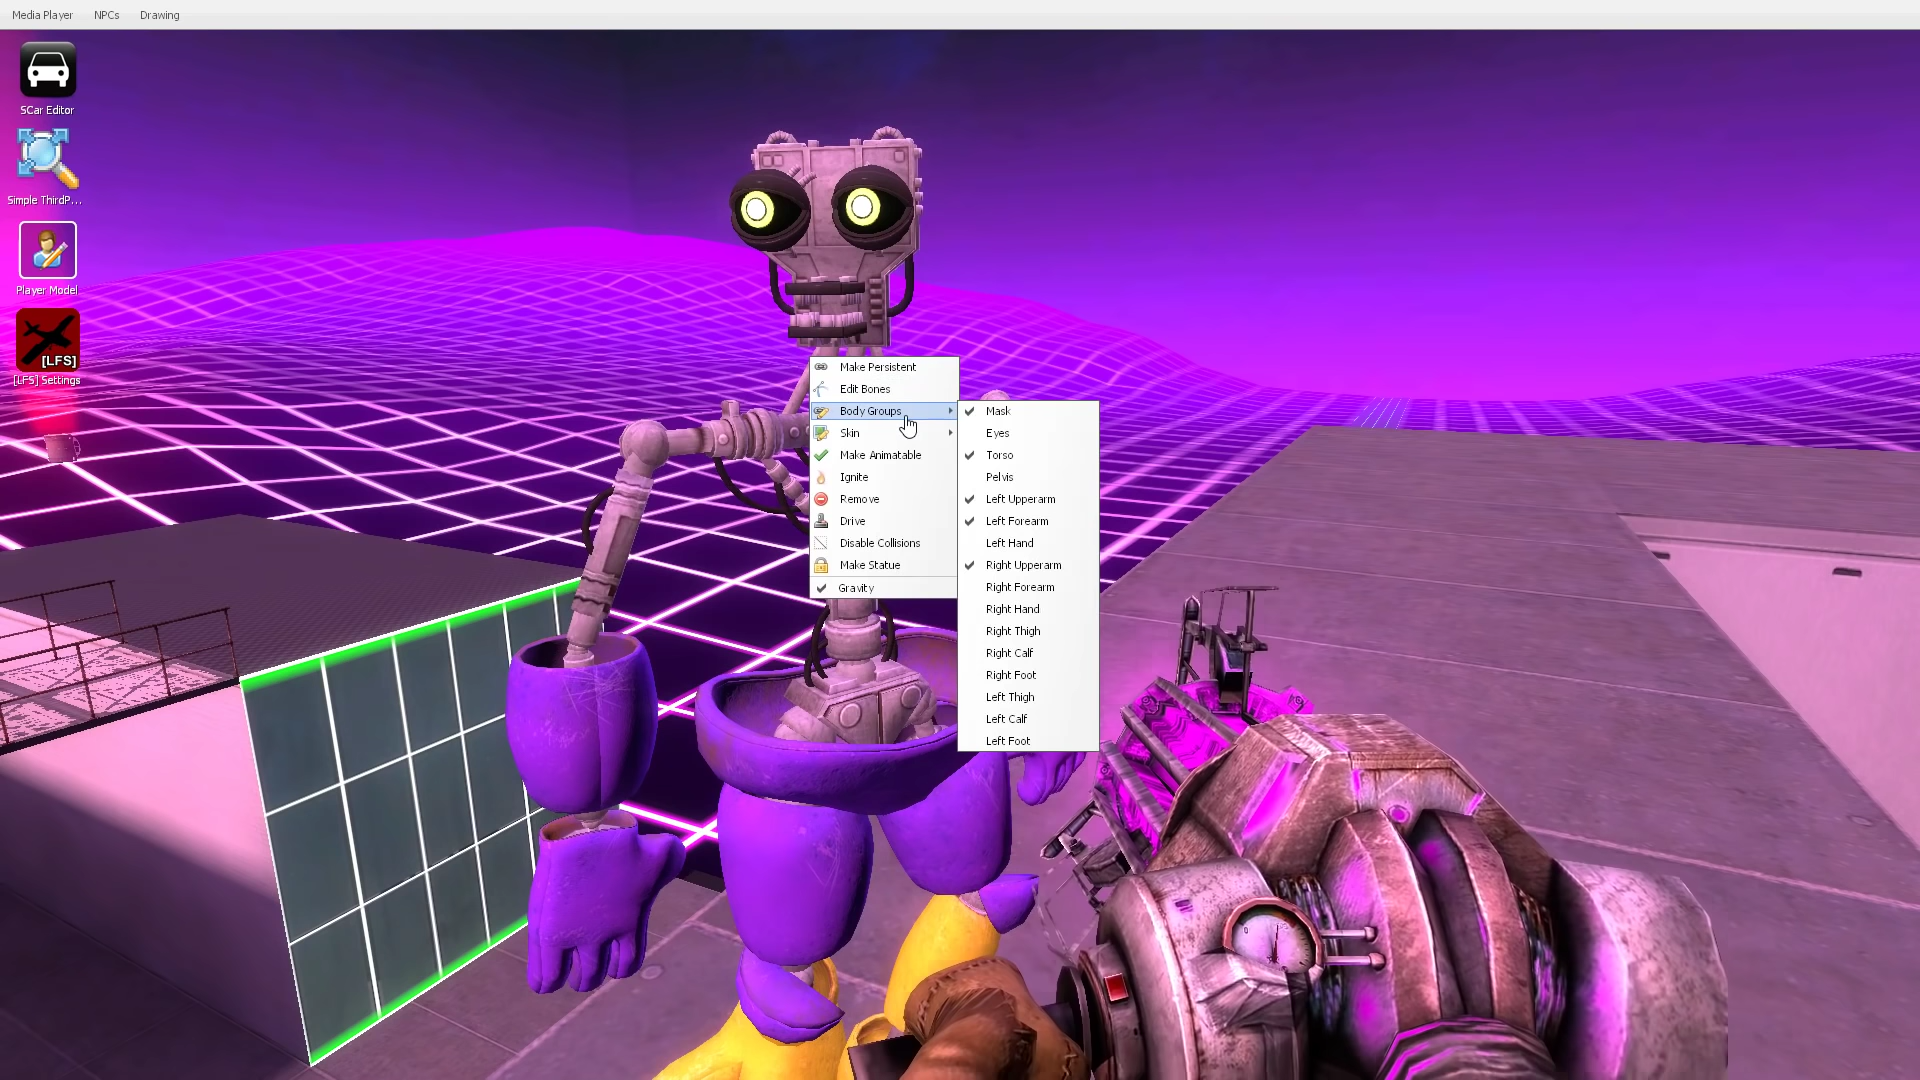 Media Player NPCs Drawing
SCar Editor
Simple ThirdP...
Player Model
[LFS]
[LFS] Settings
Make Persistent
Edit Bones
Body Groups
Skin
Make Animatable
Ignite
Remove
Drive
Disable Collisions
Make Statue
Gravity
Mask
Eyes
Torso
Pelvis
Left Upperarm
Left Forearm
Left Hand
Right Upperarm
Right Forearm
Right Hand
Right Thigh
Right Calf
Right Foot
Left Thigh
Left Calf
Left Foot